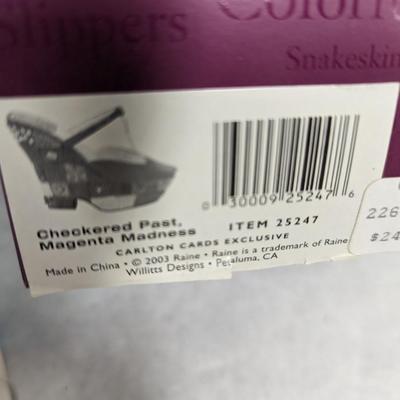 Slippers
Snakeskin
0 30009 25247 6
Checkered Past,
Magenta Madness
ITEM 25247
CARLTON CARDS EXCLUSIVE
Made in China • © 2003 Raine • Raine is a trademark of Raine
Willitts Designs • Petaluma, CA
226
$24